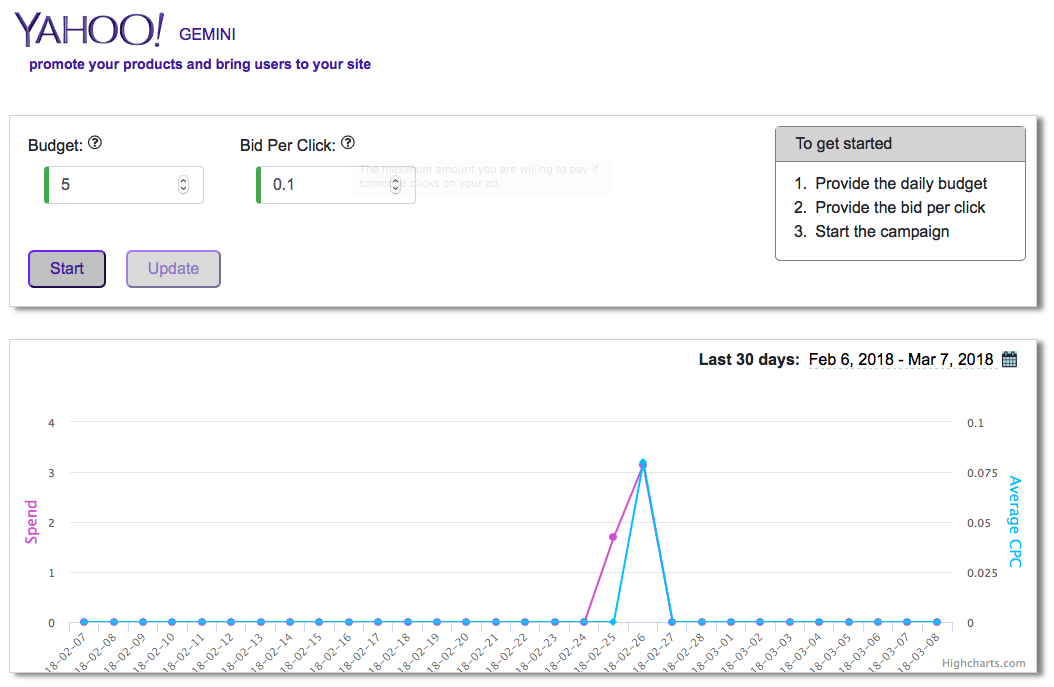 YAHOO! GEMINI
promote your products and bring users to your site
Budget: ?
Bid Per Click: ?
The maximum amount you are willing to pay if
someone clicks on your ad.
5
0.1
Start
Update
To get started
1. Provide the daily budget
2. Provide the bid per click
3. Start the campaign
Last 30 days: Feb 6, 2018 - Mar 7, 2018
4
3
2
1
0
Spend
0.1
0.075
0.05
0.025
0
Average CPC
18-02-07
18-02-08
18-02-09
18-02-10
18-02-11
18-02-12
18-02-13
18-02-14
18-02-15
18-02-16
18-02-17
18-02-18
18-02-19
18-02-20
18-02-21
18-02-22
18-02-23
18-02-24
18-02-25
18-02-26
18-02-27
18-02-28
18-03-01
18-03-02
18-03-03
18-03-04
18-03-05
18-03-06
18-03-07
18-03-08
Highcharts.com